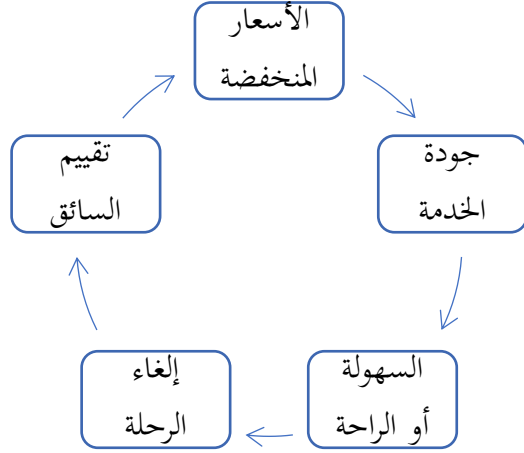 الأسعار
المنخفضة
جودة
الخدمة
السهولة
أو الراحة
إلغاء
الرحلة
تقييم
السائق